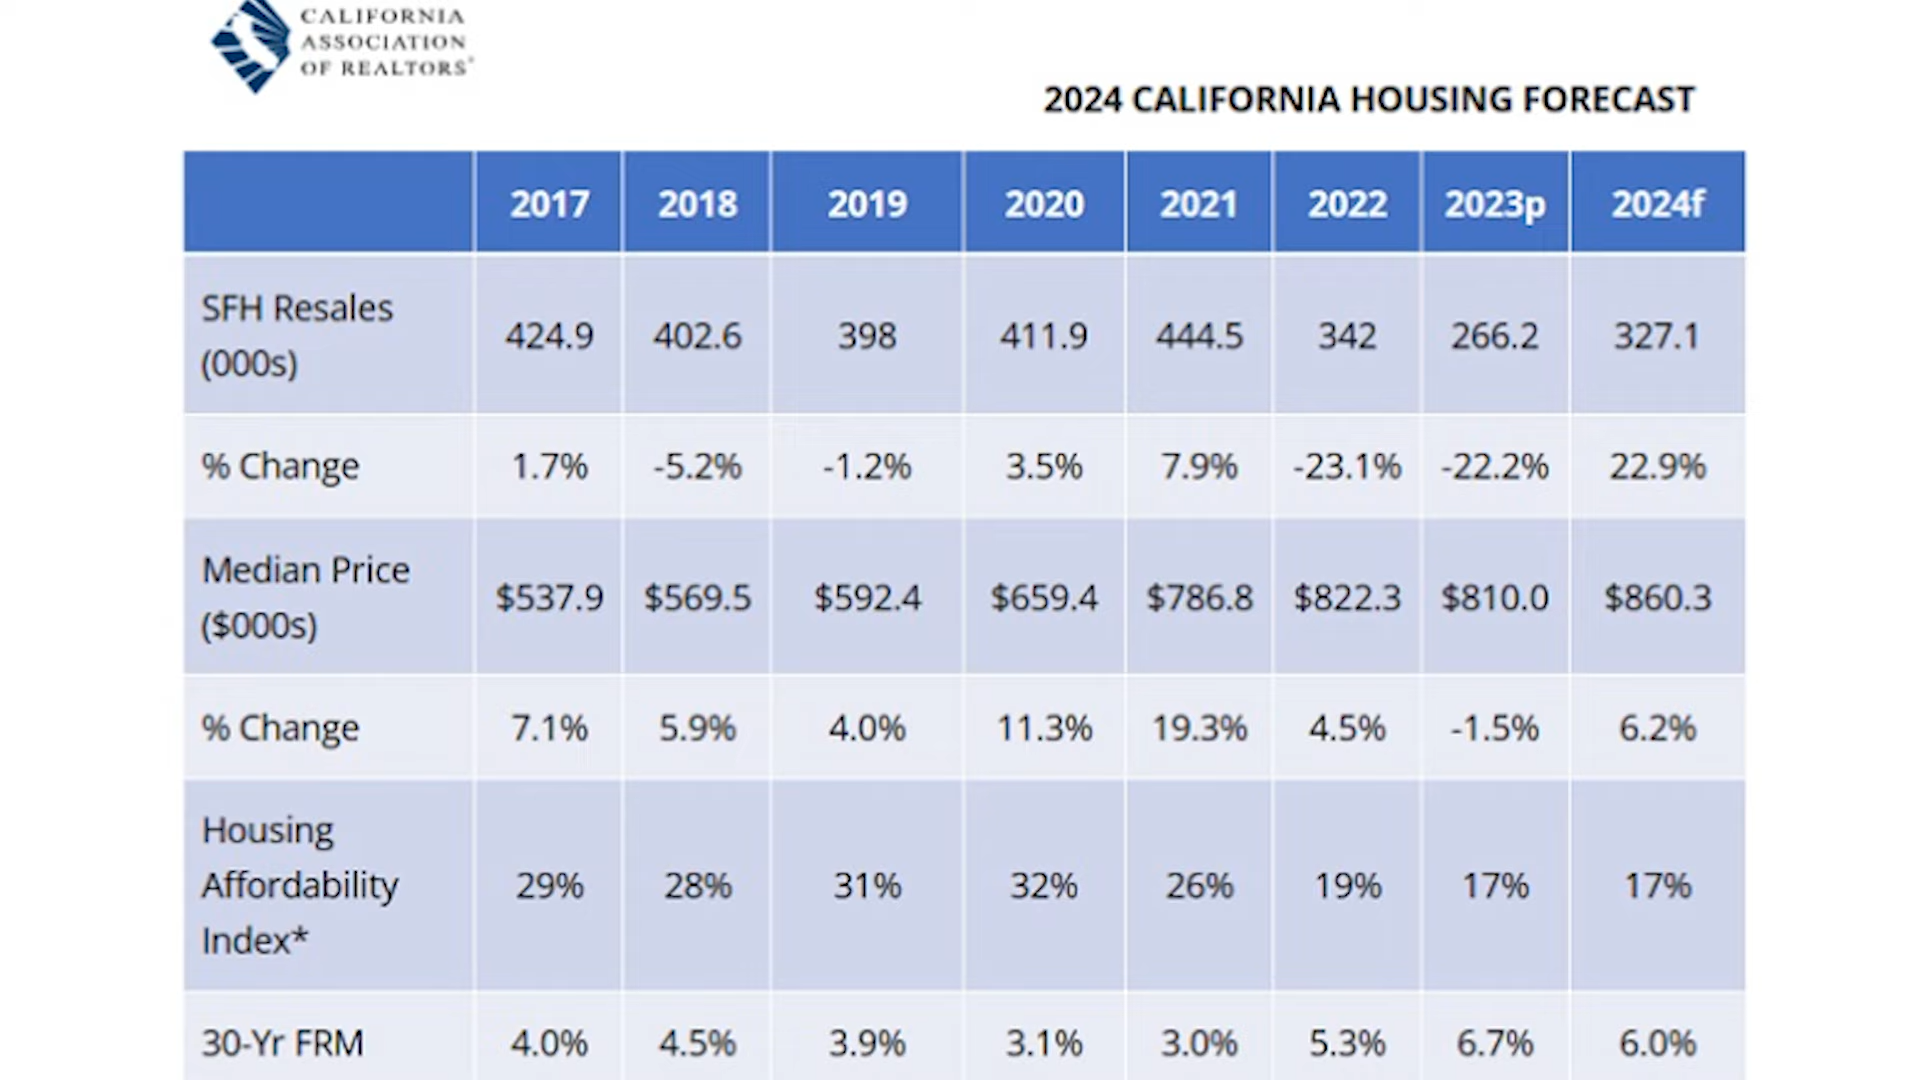 CALIFORNIA
ASSOCIATION
OF REALTORS®
2024 CALIFORNIA HOUSING FORECAST
2017 2018 2019 2020 2021 2022 2023p 2024f
SFH Resales
(000s) 424.9 402.6 398 411.9 444.5 342 266.2 327.1
% Change 1.7% -5.2% -1.2% 3.5% 7.9% -23.1% -22.2% 22.9%
Median Price
($000s) $537.9 $569.5 $592.4 $659.4 $786.8 $822.3 $810.0 $860.3
% Change 7.1% 5.9% 4.0% 11.3% 19.3% 4.5% -1.5% 6.2%
Housing
Affordability 29% 28% 31% 32% 26% 19% 17% 17%
Index*
30-Yr FRM 4.0% 4.5% 3.9% 3.1% 3.0% 5.3% 6.7% 6.0%